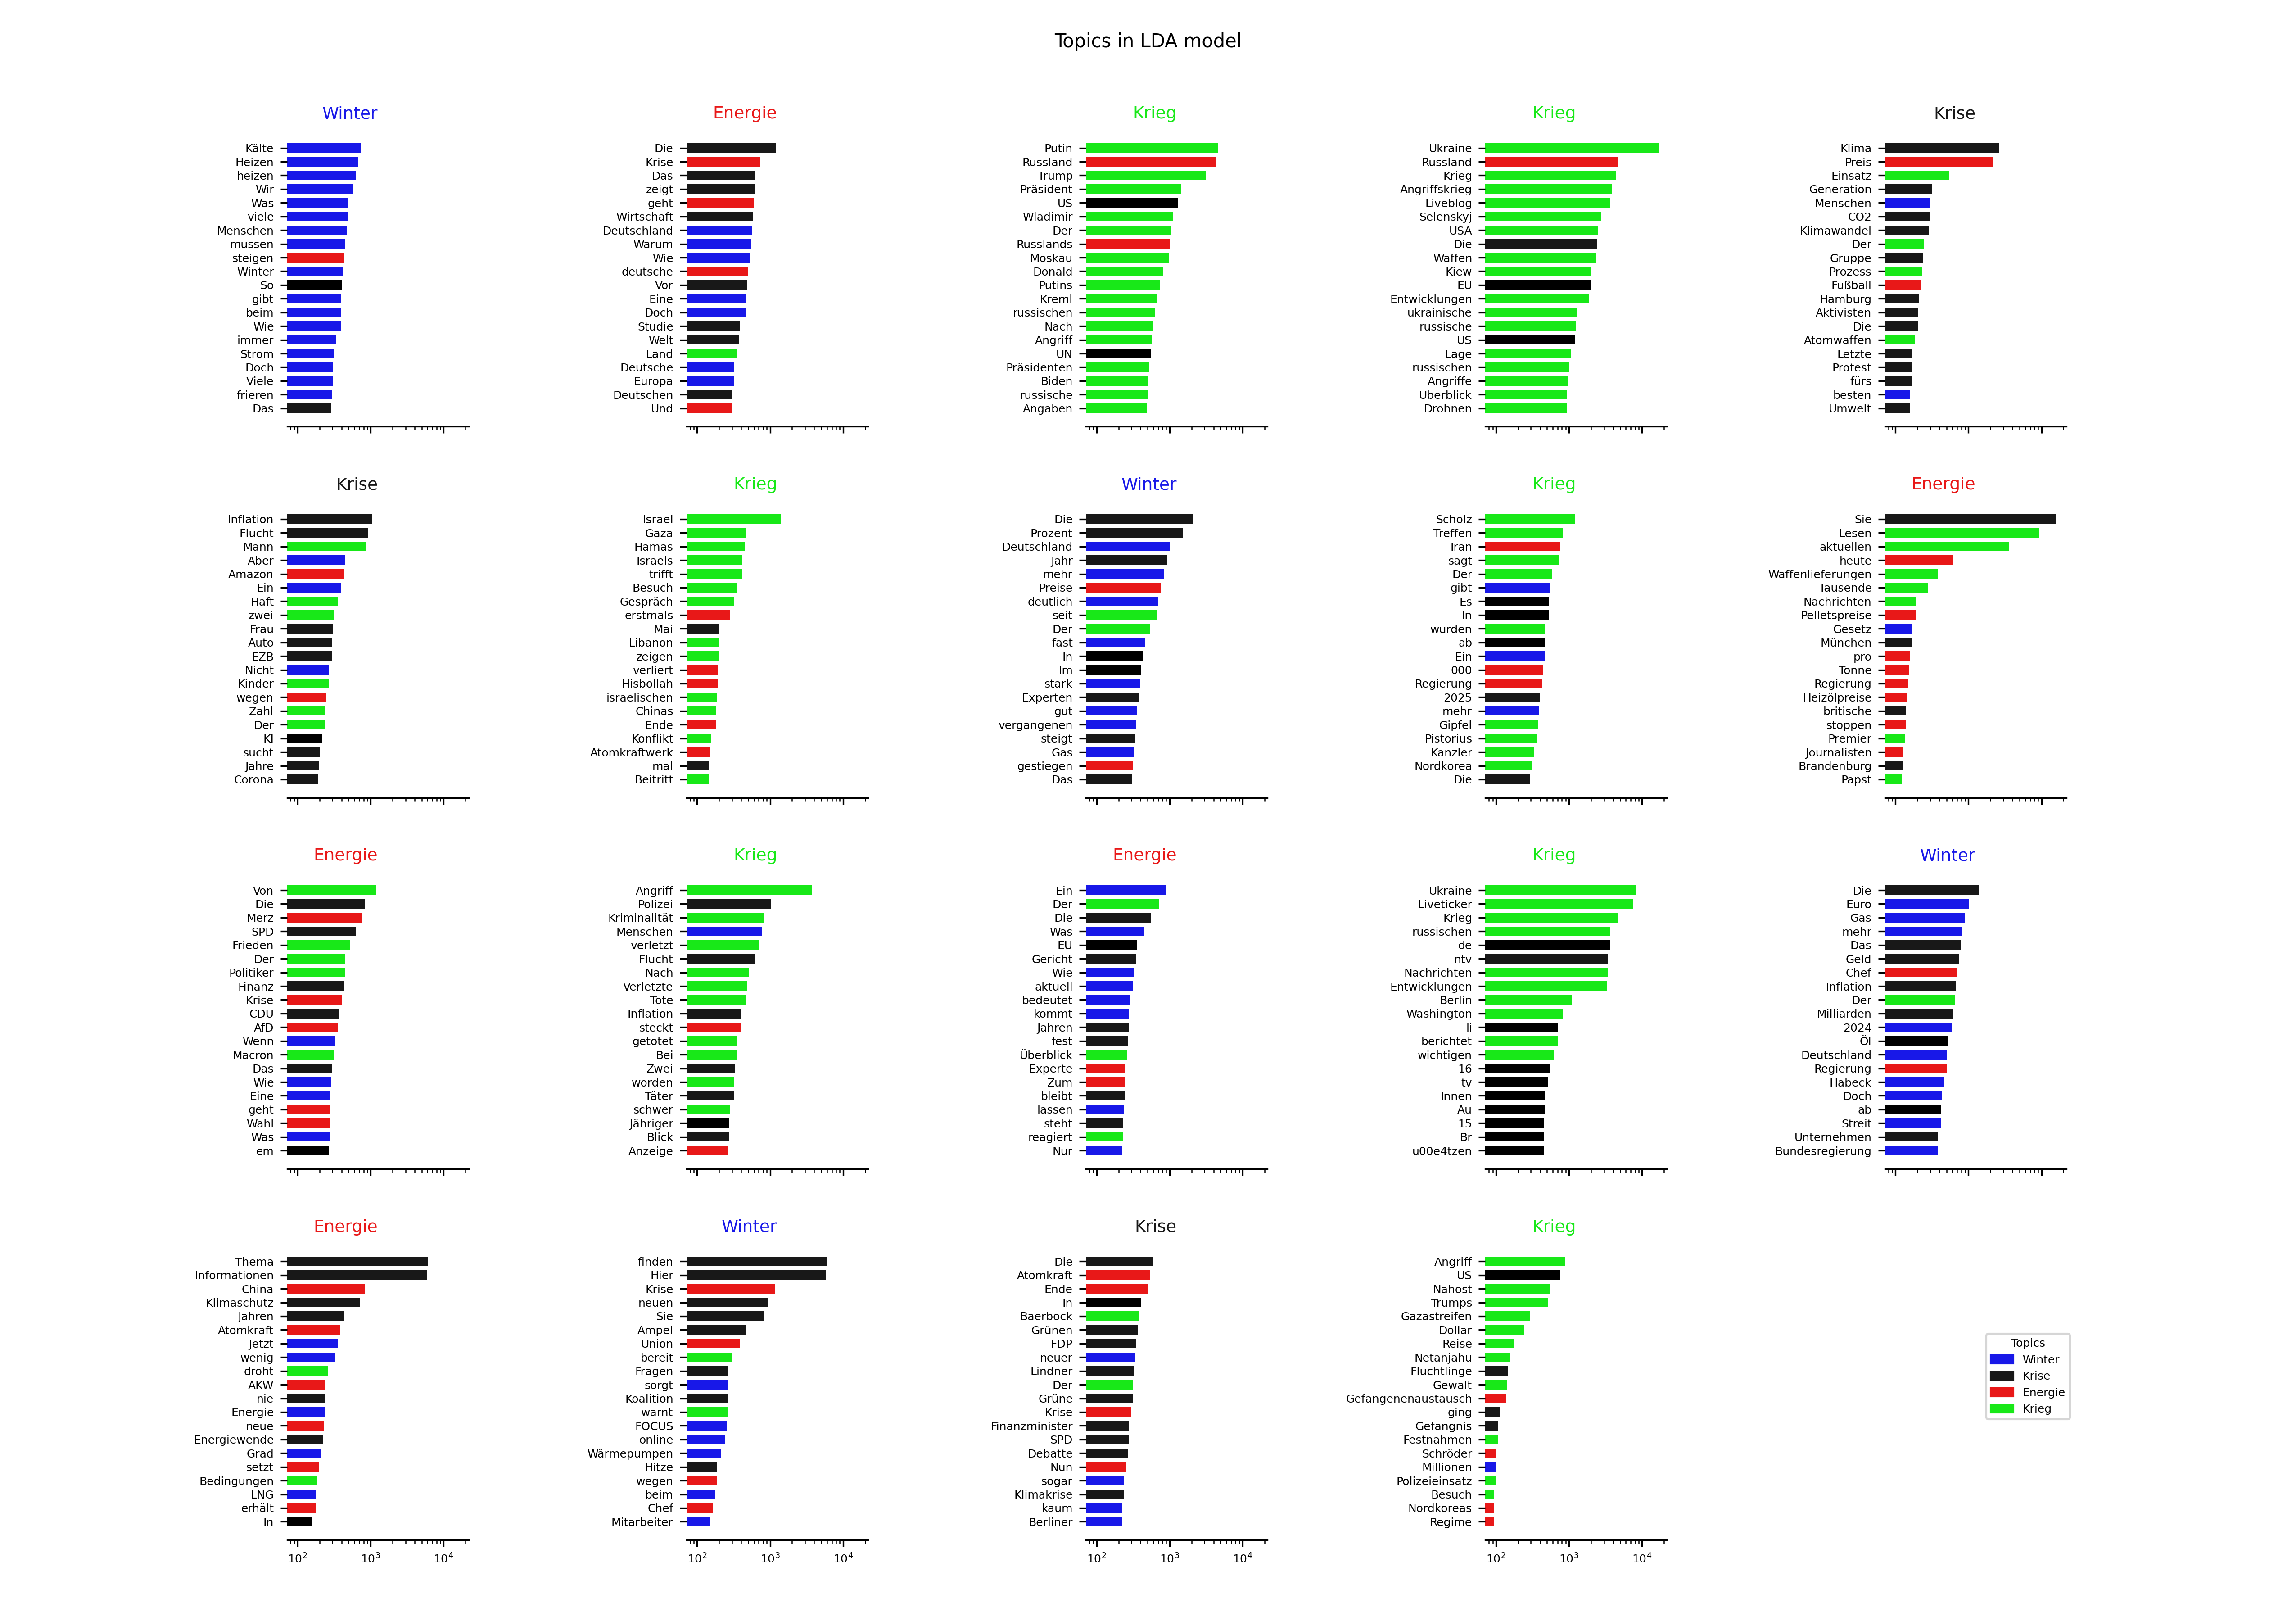 Topics in LDA model
Winter
Kälte
Heizen
heizen
Wir
Was
viele
Menschen
müssen
steigen
Winter
So
gibt
beim
Wie
immer
Strom
Doch
Viele
frieren
Das
Energie
Die
Krise
Das
zeigt
geht
Wirtschaft
Deutschland
Warum
Wie
deutsche
Vor
Eine
Doch
Studie
Welt
Land
Deutsche
Europa
Deutschen
Und
Krieg
Putin
Russland
Trump
Präsident
US
Wladimir
Der
Russlands
Moskau
Donald
Putins
Kreml
russischen
Nach
Angriff
UN
Präsidenten
Biden
russische
Angaben
Krieg
Ukraine
Russland
Krieg
Angriffskrieg
Liveblog
Selenskyj
USA
Die
Waffen
Kiew
EU
Entwicklungen
ukrainische
russische
US
Lage
russischen
Angriffe
Überblick
Drohnen
Krise
Klima
Preis
Einsatz
Generation
Menschen
CO2
Klimawandel
Der
Gruppe
Prozess
Fußball
Hamburg
Aktivisten
Die
Atomwaffen
Letzte
Protest
fürs
besten
Umwelt
Krise
Inflation
Flucht
Mann
Aber
Amazon
Ein
Haft
zwei
Frau
Auto
EZB
Nicht
Kinder
wegen
Zahl
Der
KI
sucht
Jahre
Corona
Krieg
Israel
Gaza
Hamas
Israels
trifft
Besuch
Gespräch
erstmals
Mai
Libanon
zeigen
verliert
Hisbollah
israelischen
Chinas
Ende
Konflikt
Atomkraftwerk
mal
Beitritt
Winter
Die
Prozent
Deutschland
Jahr
mehr
Preise
deutlich
seit
Der
fast
In
Im
stark
Experten
gut
vergangenen
steigt
Gas
gestiegen
Das
Krieg
Scholz
Treffen
Iran
sagt
Der
gibt
Es
In
wurden
ab
Ein
000
Regierung
2025
mehr
Gipfel
Pistorius
Kanzler
Nordkorea
Die
Energie
Sie
Lesen
aktuellen
heute
Waffenlieferungen
Tausende
Nachrichten
Pelletspreise
Gesetz
München
pro
Tonne
Regierung
Heizölpreise
britische
stoppen
Premier
Journalisten
Brandenburg
Papst
Energie
Von
Die
Merz
SPD
Frieden
Der
Politiker
Finanz
Krise
CDU
AfD
Wenn
Macron
Das
Wie
Eine
geht
Wahl
Was
em
Krieg
Angriff
Polizei
Kriminalität
Menschen
verletzt
Flucht
Nach
Verletzte
Tote
Inflation
steckt
getötet
Bei
Zwei
worden
Täter
schwer
Jähriger
Blick
Anzeige
Energie
Ein
Der
Die
Was
EU
Gericht
Wie
aktuell
bedeutet
kommt
Jahren
fest
Überblick
Experte
Zum
bleibt
lassen
steht
reagiert
Nur
Krieg
Ukraine
Liveticker
Krieg
russischen
de
ntv
Nachrichten
Entwicklungen
Berlin
Washington
li
berichtet
wichtigen
16
tv
Innen
Au
15
Br
u00e4tzen
Winter
Die
Euro
Gas
mehr
Das
Geld
Chef
Inflation
Der
Milliarden
2024
Öl
Deutschland
Regierung
Habeck
Doch
ab
Streit
Unternehmen
Bundesregierung
Energie
Thema
Informationen
China
Klimaschutz
Jahren
Atomkraft
Jetzt
wenig
droht
AKW
nie
Energie
neue
Energiewende
Grad
setzt
Bedingungen
LNG
erhält
In
10² 10³ 10⁴
Winter
finden
Hier
Krise
neuen
Sie
Ampel
Union
bereit
Fragen
sorgt
Koalition
warnt
FOCUS
online
Wärmepumpen
Hitze
wegen
beim
Chef
Mitarbeiter
10² 10³ 10⁴
Krise
Die
Atomkraft
Ende
In
Baerbock
Grünen
FDP
neuer
Lindner
Der
Grüne
Krise
Finanzminister
SPD
Debatte
Nun
sogar
Klimakrise
kaum
Berliner
10² 10³ 10⁴
Krieg
Angriff
US
Nahost
Trumps
Gazastreifen
Dollar
Reise
Netanjahu
Flüchtlinge
Gewalt
Gefangenenaustausch
ging
Gefängnis
Festnahmen
Schröder
Millionen
Polizeieinsatz
Besuch
Nordkoreas
Regime
10² 10³ 10⁴
Topics
Winter
Krise
Energie
Krieg